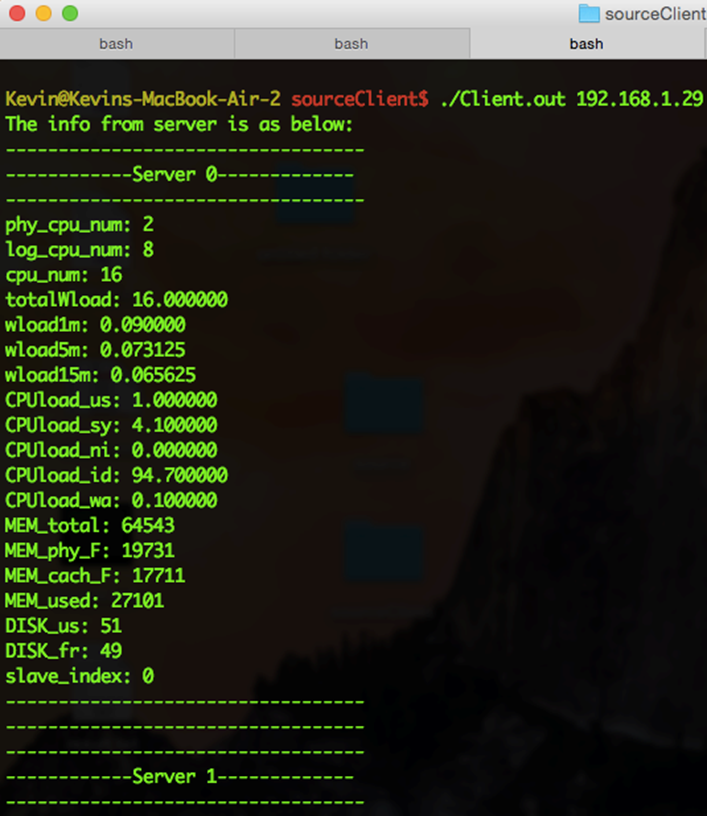 sourceClient
bash bash bash
Kevin@Kevins-MacBook-Air-2 sourceClient$ ./Client.out 192.168.1.29
The info from server is as below:
----------------------------------
------------Server 0-------------
----------------------------------
phy_cpu_num: 2
log_cpu_num: 8
cpu_num: 16
totalWload: 16.000000
wload1m: 0.090000
wload5m: 0.073125
wload15m: 0.065625
CPUload_us: 1.000000
CPUload_sy: 4.100000
CPUload_ni: 0.000000
CPUload_id: 94.700000
CPUload_wa: 0.100000
MEM_total: 64543
MEM_phy_F: 19731
MEM_cach_F: 17711
MEM_used: 27101
DISK_us: 51
DISK_fr: 49
slave_index: 0
----------------------------------
----------------------------------
----------------------------------
------------Server 1-------------
----------------------------------